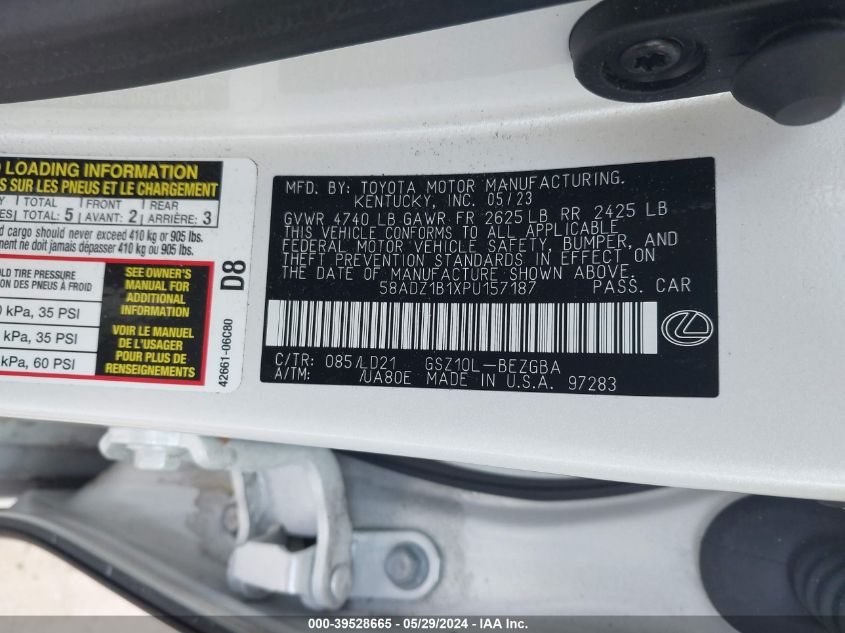 LOADING INFORMATION
SUR LES PNEUS ET LE CHARGEMENT
TOTAL FRONT REAR
TOTAL: 5 AVANT: 2 ARRIÈRE: 3
cargo should never exceed 410 kg or 905 lbs.
ne doit jamais dépasser 410 kg ou 905 lbs.
TIRE PRESSURE
DES PNEUS À FROID
kPa, 35 PSI
kPa, 35 PSI
kPa, 60 PSI
SEE OWNER'S
MANUAL FOR
ADDITIONAL
INFORMATION
VOIR LE MANUEL
DE L'USAGER
POUR PLUS DE
RENSEIGNEMENTS
D8
42661-06C80
MFD. BY: TOYOTA MOTOR MANUFACTURING.
KENTUCKY, INC. 05/23
GVWR 4740 LB GAWR FR 2625 LB RR 2425 LB
THIS VEHICLE CONFORMS TO ALL APPLICABLE
FEDERAL MOTOR VEHICLE SAFETY, BUMPER, AND
THEFT PREVENTION STANDARDS IN EFFECT ON
THE DATE OF MANUFACTURE SHOWN ABOVE.
58ADZ1B1XPU157187 PASS. CAR
C/TR: 085/LD21 GSZ10L-BEZGBA
A/TM: /UA80E MADE IN U.S.A. 97283
000-39528665 - 05/29/2024 - IAA Inc.